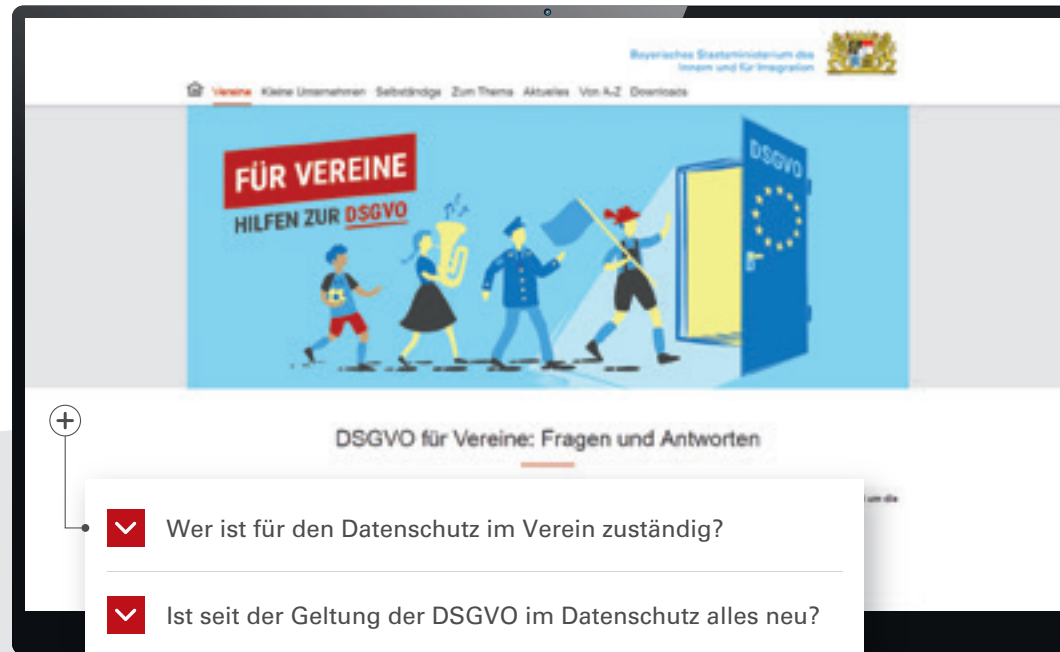 Bayerisches Staatsministerium des
Innern und für Integration
Vereine Kleine Unternehmen Selbständige Zum Thema Aktuelles Von A-Z Downloads
FÜR VEREINE
HILFEN ZUR DSGVO
DSGVO
DSGVO für Vereine: Fragen und Antworten
um die
Wer ist für den Datenschutz im Verein zuständig?
Ist seit der Geltung der DSGVO im Datenschutz alles neu?